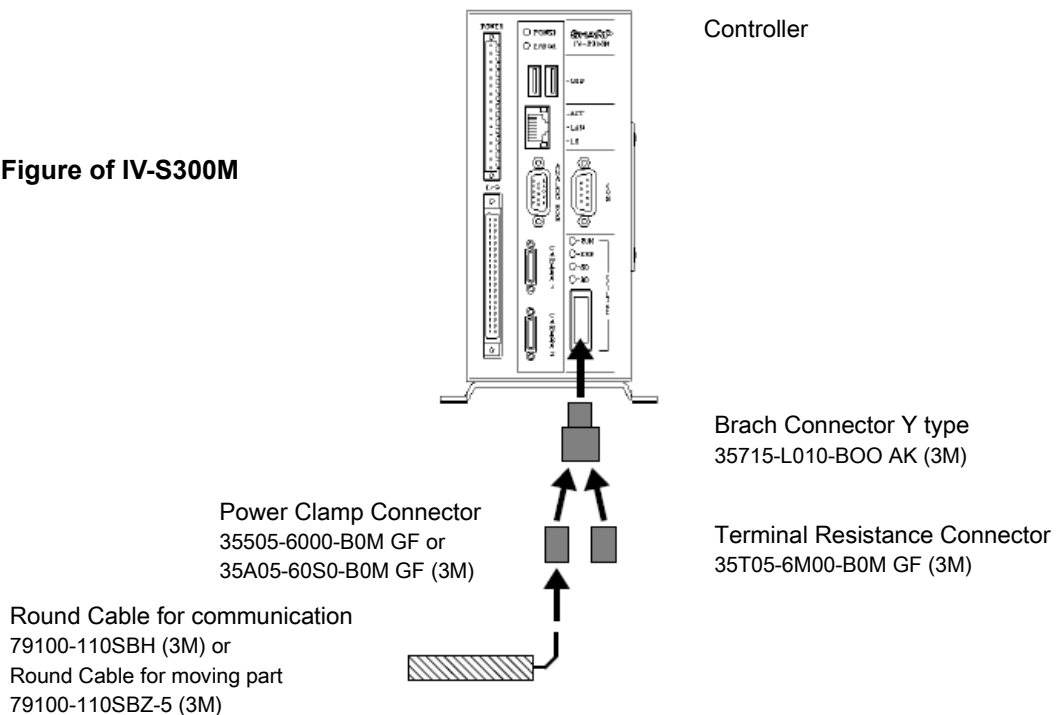 Controller
POWER
POWER
ERROR
SHARP
USB
Figure of IV-S300M
I/O
Brach Connector Y type
35715-L010-BOO AK (3M)
Power Clamp Connector
35505-6000-B0M GF or
35A05-60S0-B0M GF (3M)
Terminal Resistance Connector
35T05-6M00-B0M GF (3M)
Round Cable for communication
79100-110SBH (3M) or
Round Cable for moving part
79100-110SBZ-5 (3M)